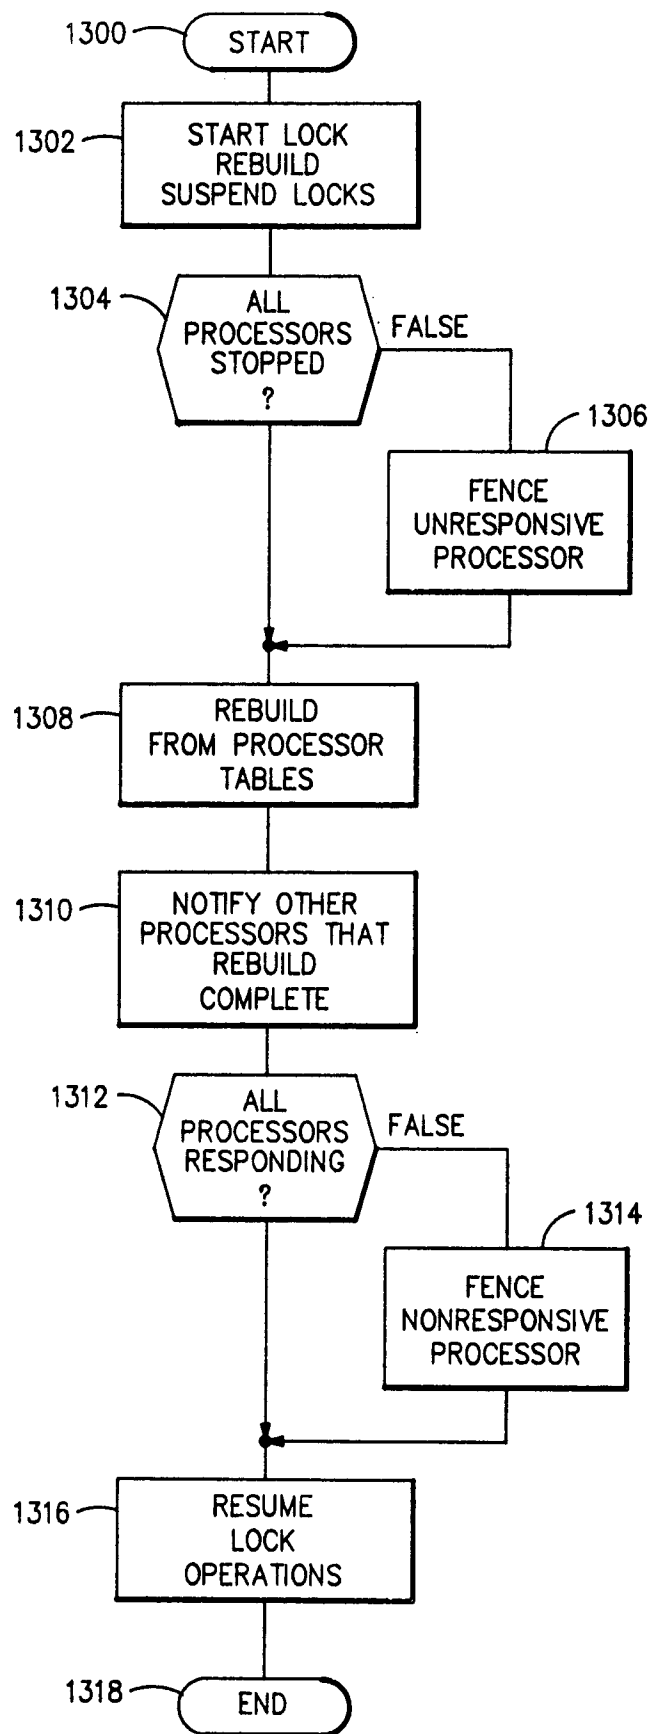 1300
START
1302
START LOCK
REBUILD
SUSPEND LOCKS
1304
ALL
PROCESSORS
STOPPED
?
FALSE
1306
FENCE
UNRESPONSIVE
PROCESSOR
1308
REBUILD
FROM PROCESSOR
TABLES
1310
NOTIFY OTHER
PROCESSORS THAT
REBUILD
COMPLETE
1312
ALL
PROCESSORS
RESPONDING
?
FALSE
1314
FENCE
NONRESPONSIVE
PROCESSOR
1316
RESUME
LOCK
OPERATIONS
1318
END